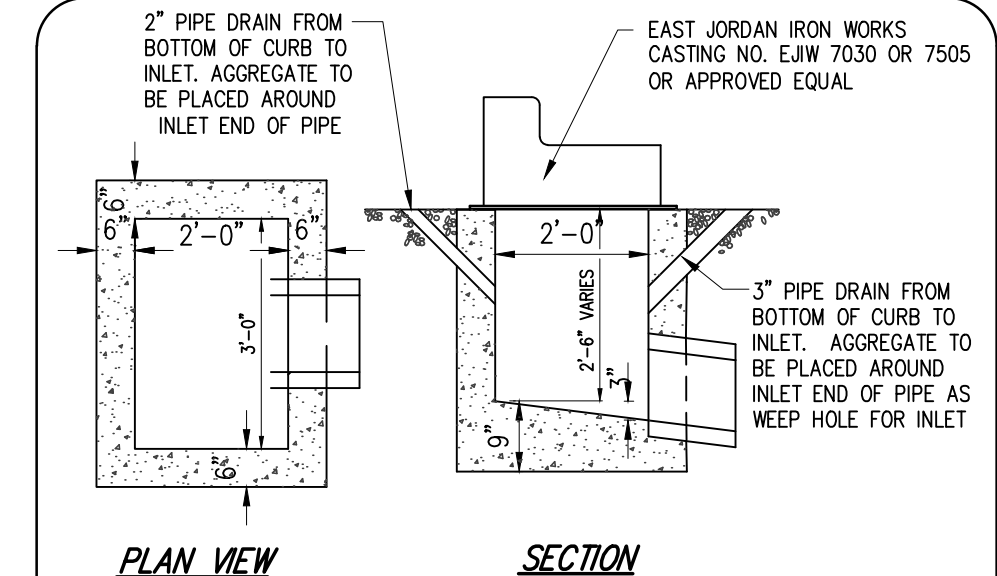 2" PIPE DRAIN FROM
BOTTOM OF CURB TO
INLET. AGGREGATE TO
BE PLACED AROUND
INLET END OF PIPE
EAST JORDAN IRON WORKS
CASTING NO. EJIW 7030 OR 7505
OR APPROVED EQUAL
6"
6"
2'-0"
6"
3'-0"
6"
2'-0"
2'-6" VARIES
3"
9"
3" PIPE DRAIN FROM
BOTTOM OF CURB TO
INLET. AGGREGATE TO
BE PLACED AROUND
INLET END OF PIPE AS
WEEP HOLE FOR INLET
PLAN VIEW
SECTION